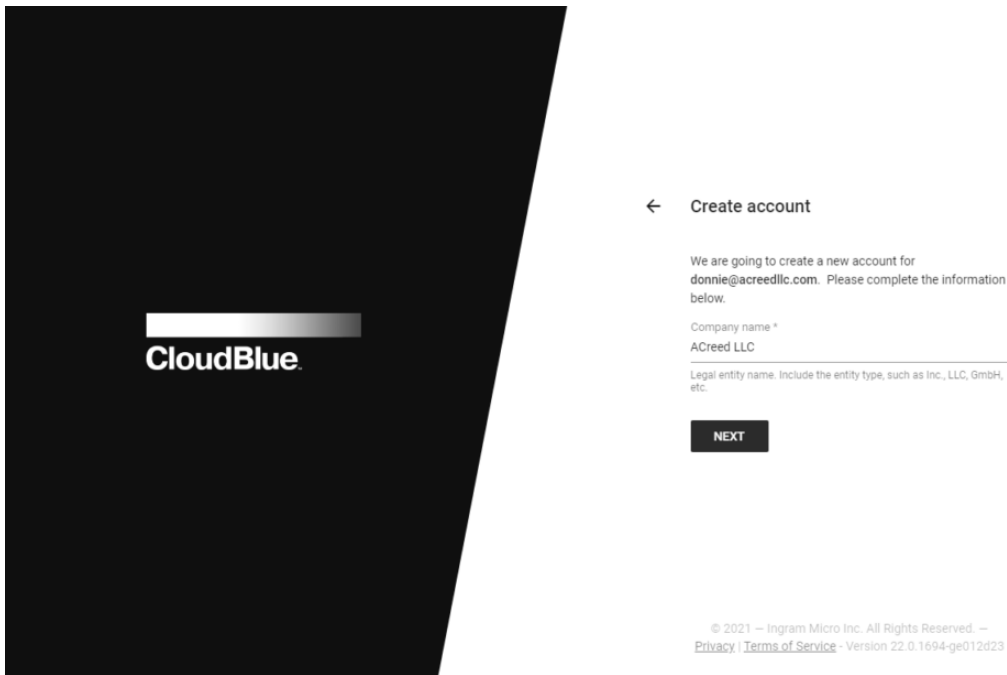 CloudBlue™
← Create account
We are going to create a new account for
donnie@acreedllc.com. Please complete the information
below.
Company name *
ACreed LLC
Legal entity name. Include the entity type, such as Inc., LLC, GmbH,
etc.
NEXT
© 2021 — Ingram Micro Inc. All Rights Reserved. —
Privacy | Terms of Service - Version 22.0.1694-ge012d23